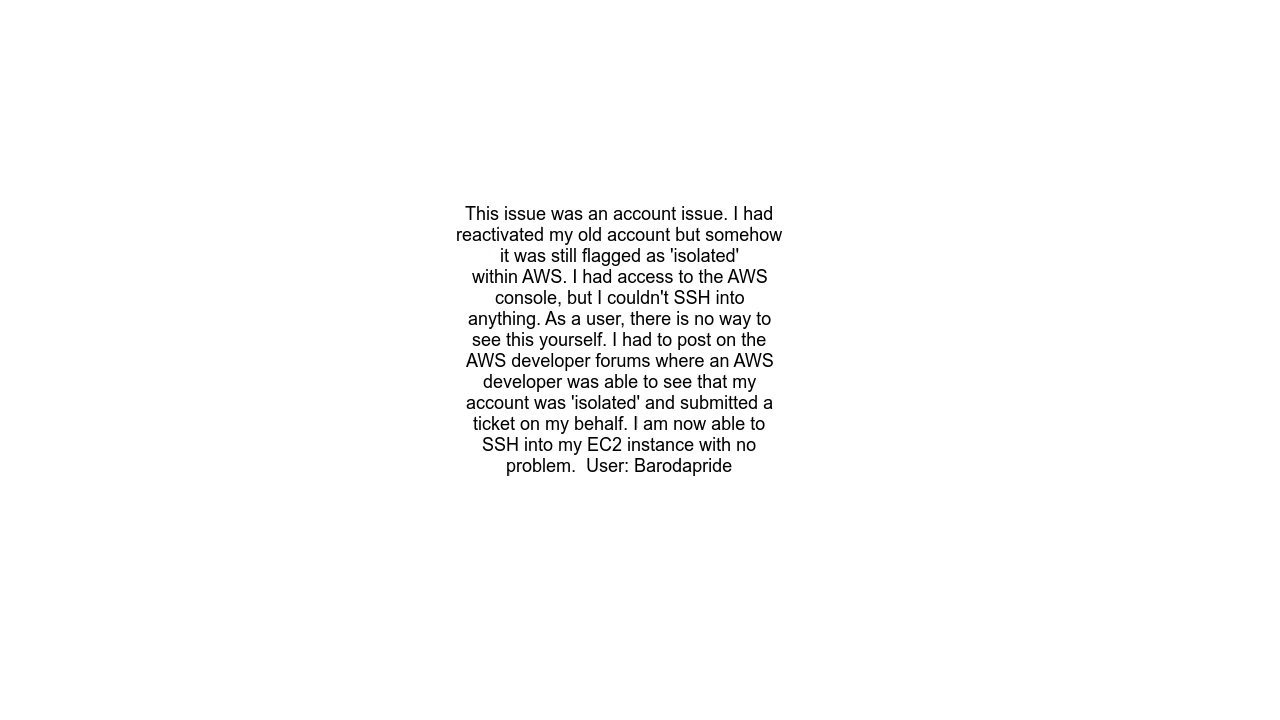 This issue was an account issue. I had
reactivated my old account but somehow
it was still flagged as 'isolated'
within AWS. I had access to the AWS
console, but I couldn't SSH into
anything. As a user, there is no way to
see this yourself. I had to post on the
AWS developer forums where an AWS
developer was able to see that my
account was 'isolated' and submitted a
ticket on my behalf. I am now able to
SSH into my EC2 instance with no
problem.  User: Barodapride